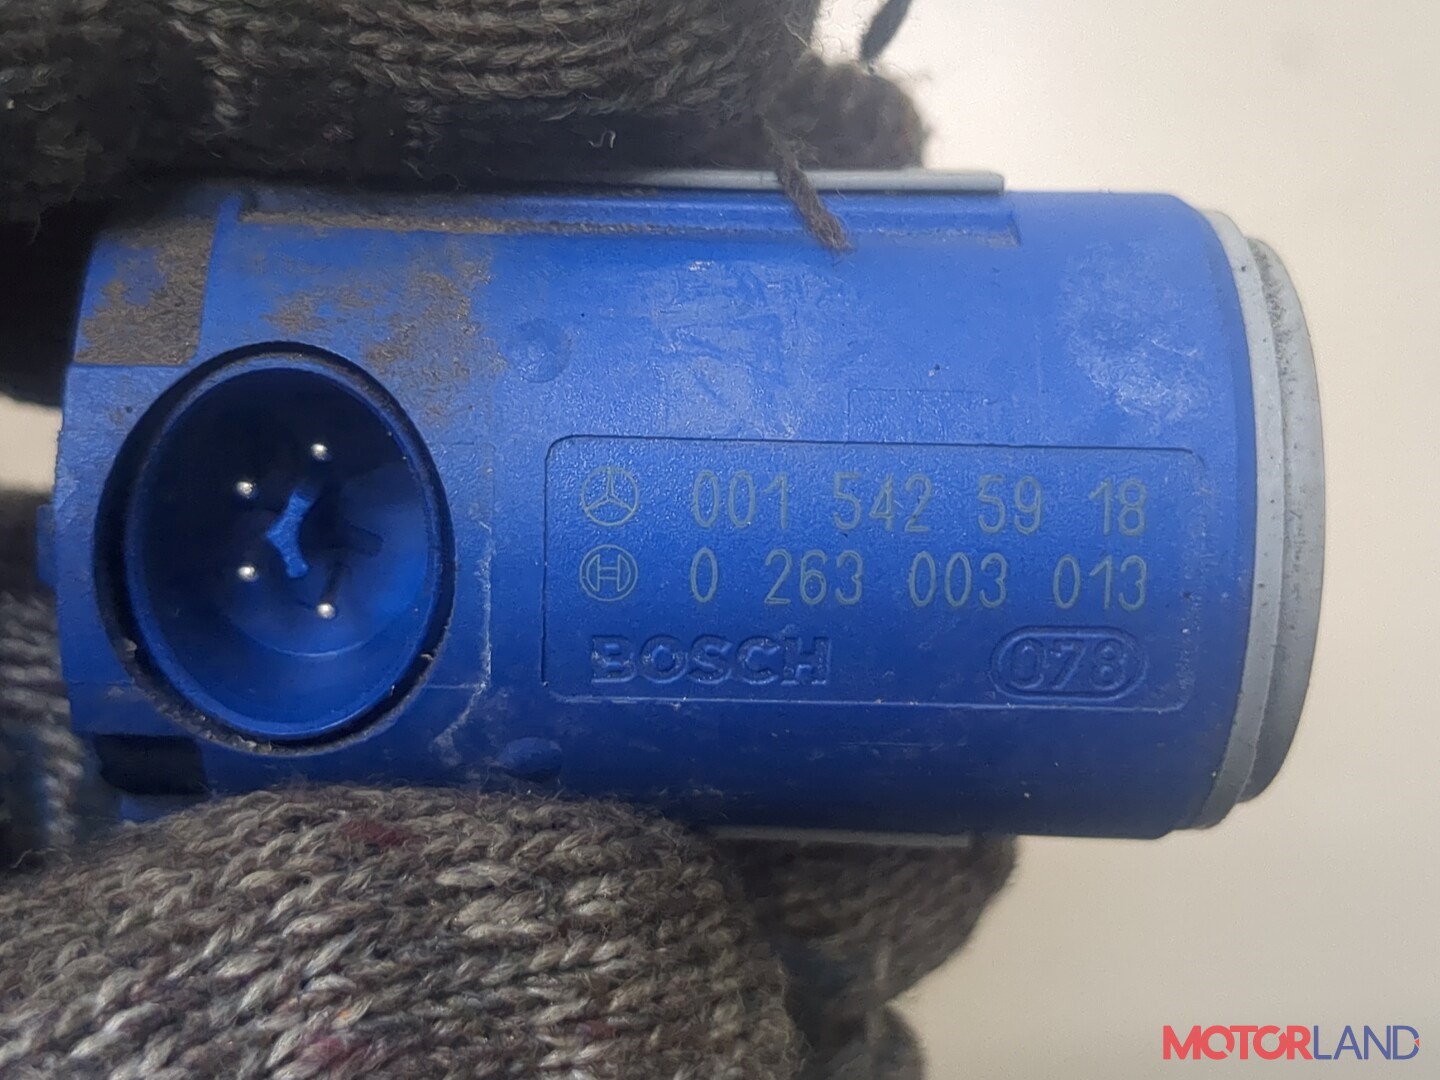 001 542 59 18
0 263 003 013
BOSCH 078
MOTORLAND